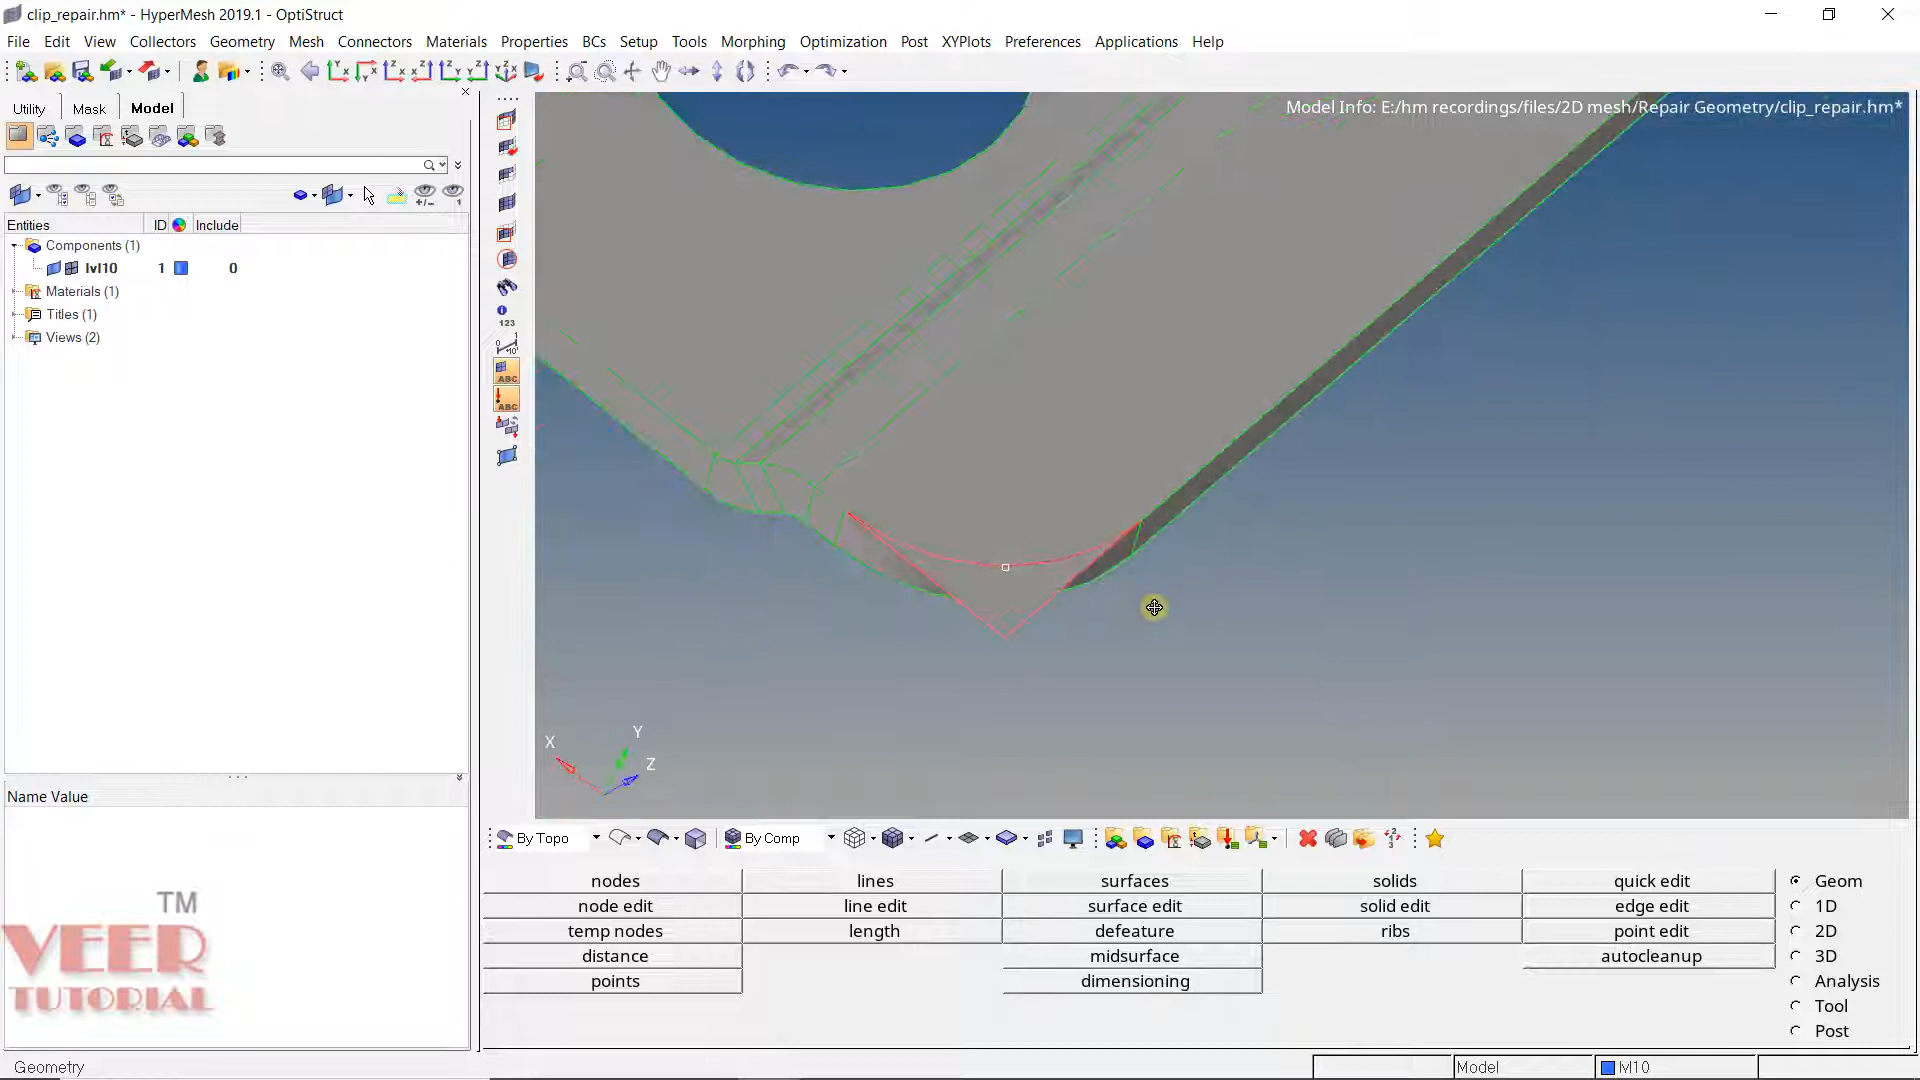 clip_repair.hm* - HyperMesh 2019.1 - OptiStruct
File Edit View Collectors Geometry Mesh Connectors Materials Properties BCs Setup Tools Morphing Optimization Post XYPlots Preferences Applications Help
Utility Mask Model
Model Info: E:/hm recordings/files/2D mesh/Repair Geometry/clip_repair.hm*
Entities ID Include
Components (1)
lvl10 1 0
Materials (1)
Titles (1)
Views (2)
123
ABC
ABC
X Y Z
Name Value
By Topo By Comp
nodes lines surfaces solids quick edit Geom
node edit line edit surface edit solid edit edge edit 1D
temp nodes length defeature ribs point edit 2D
distance midsurface autocleanup 3D
points dimensioning Analysis
Tool
Post
TM
VEER
TUTORIAL
Geometry Model lvl10